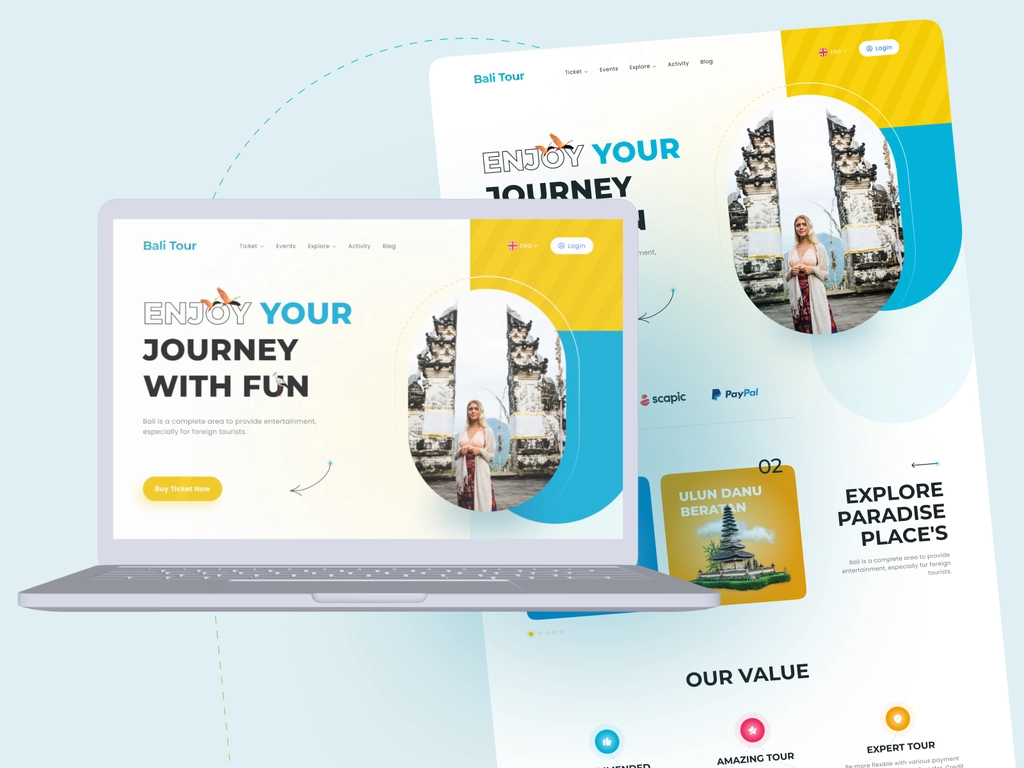 Bali Tour
Ticket
Events
Explore
Activity
Blog
ENG
Login
ENJOY YOUR
JOURNEY
scapic
PayPal
02
ULUN DANU
BERATAN
EXPLORE
PARADISE
PLACE'S
Bali is a complete area to provide
entertainment, especially for foreign
tourists.
OUR VALUE
AMAZING TOUR
EXPERT TOUR
Be more flexible with various payment
Bali Tour
Ticket
Events
Explore
Activity
Blog
ENG
Login
ENJOY YOUR
JOURNEY
WITH FUN
Bali is a complete area to provide entertainment,
especially for foreign tourists.
Buy Ticket Now